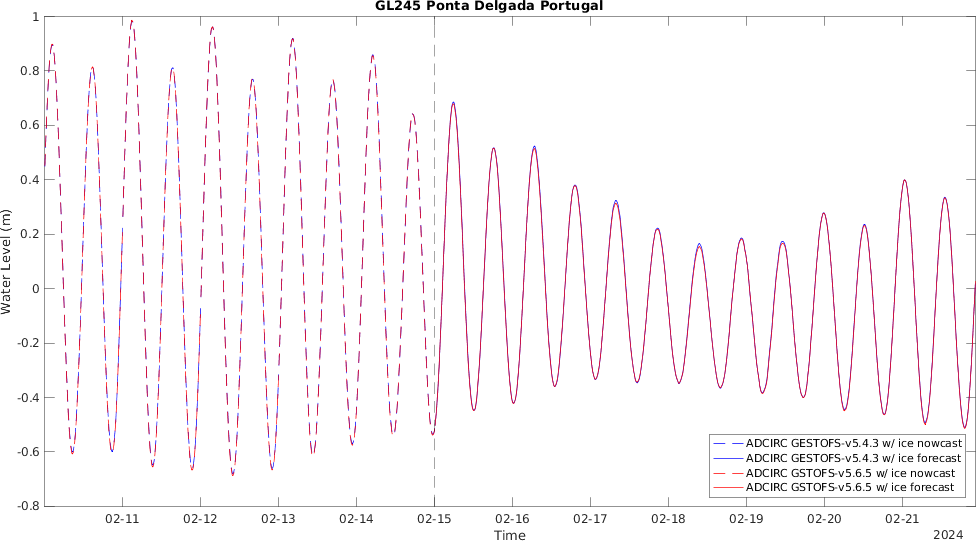 GL245 Ponta Delgada Portugal
1
0.8
0.6
0.4
0.2
0
-0.2
-0.4
-0.6
-0.8
Water Level (m)
02-11 02-12 02-13 02-14 02-15 02-16 02-17 02-18 02-19 02-20 02-21
Time
2024
ADCIRC GESTOFS-v5.4.3 w/ ice nowcast
ADCIRC GESTOFS-v5.4.3 w/ ice forecast
ADCIRC GSTOFS-v5.6.5 w/ ice nowcast
ADCIRC GSTOFS-v5.6.5 w/ ice forecast